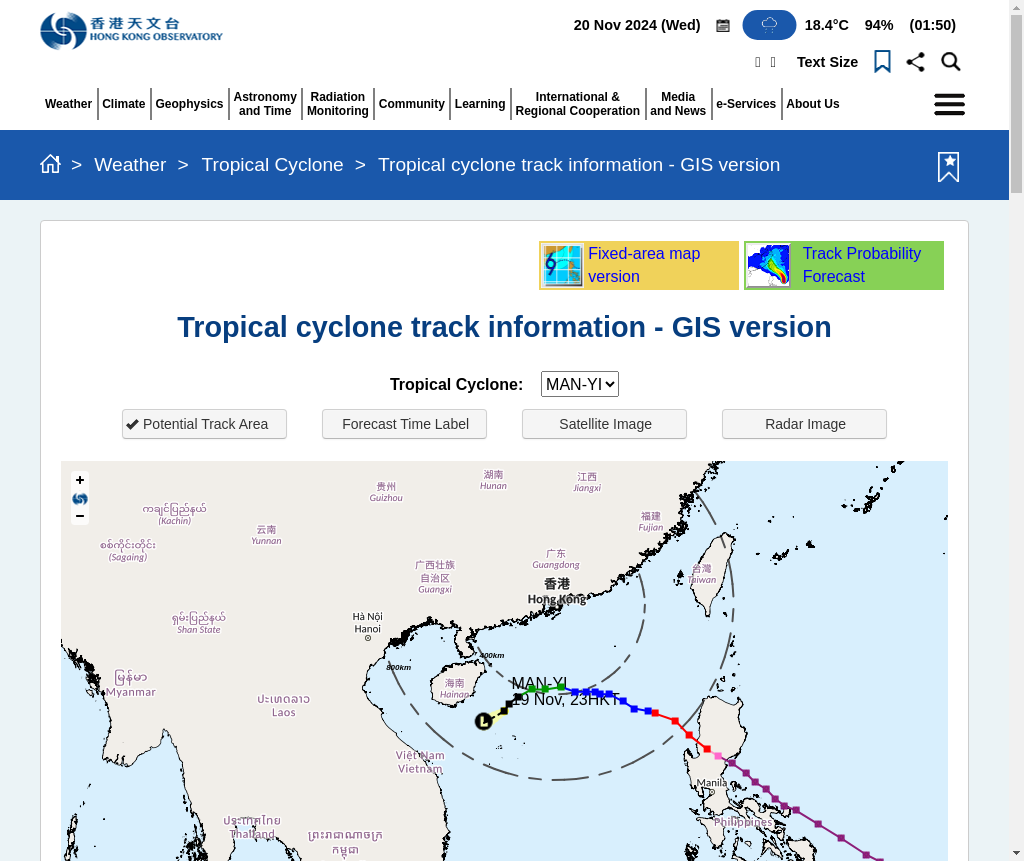 香港天文台
HONG KONG OBSERVATORY
20 Nov 2024 (Wed)
18.4°C
94%
(01:50)
Text Size
Weather
Climate
Geophysics
Astronomy
and Time
Radiation
Monitoring
Community
Learning
International &
Regional Cooperation
Media
and News
e-Services
About Us
> Weather > Tropical Cyclone > Tropical cyclone track information - GIS version
Fixed-area map
version
Track Probability
Forecast
Tropical cyclone track information - GIS version
Tropical Cyclone: MAN-YI
Potential Track Area
Forecast Time Label
Satellite Image
Radar Image
+
−
湖南
Hunan
江西
Jiangxi
贵州
Guizhou
ကချင်ပြည်နယ်
(Kachin)
福建
Fujian
云南
Yunnan
စစ်ကိုင်းတိုင်း
(Sagaing)
广东
Guangdong
广西壮族
自治区
Guangxi
台灣
Taiwan
香港
Hong Kong
ရှမ်းပြည်နယ်
Shan State
Hà Nội
Hanoi
400km
800km
မြန်မာ
Myanmar
海南
Hainan
MAN-YI
19 Nov, 23HKT
ປະເທດລາວ
Laos
L
Việt Nam
Vietnam
Manila
Philippines
ประเทศไทย
Thailand
ព្រះរាជាណាចក្រ
កម្ពុជា